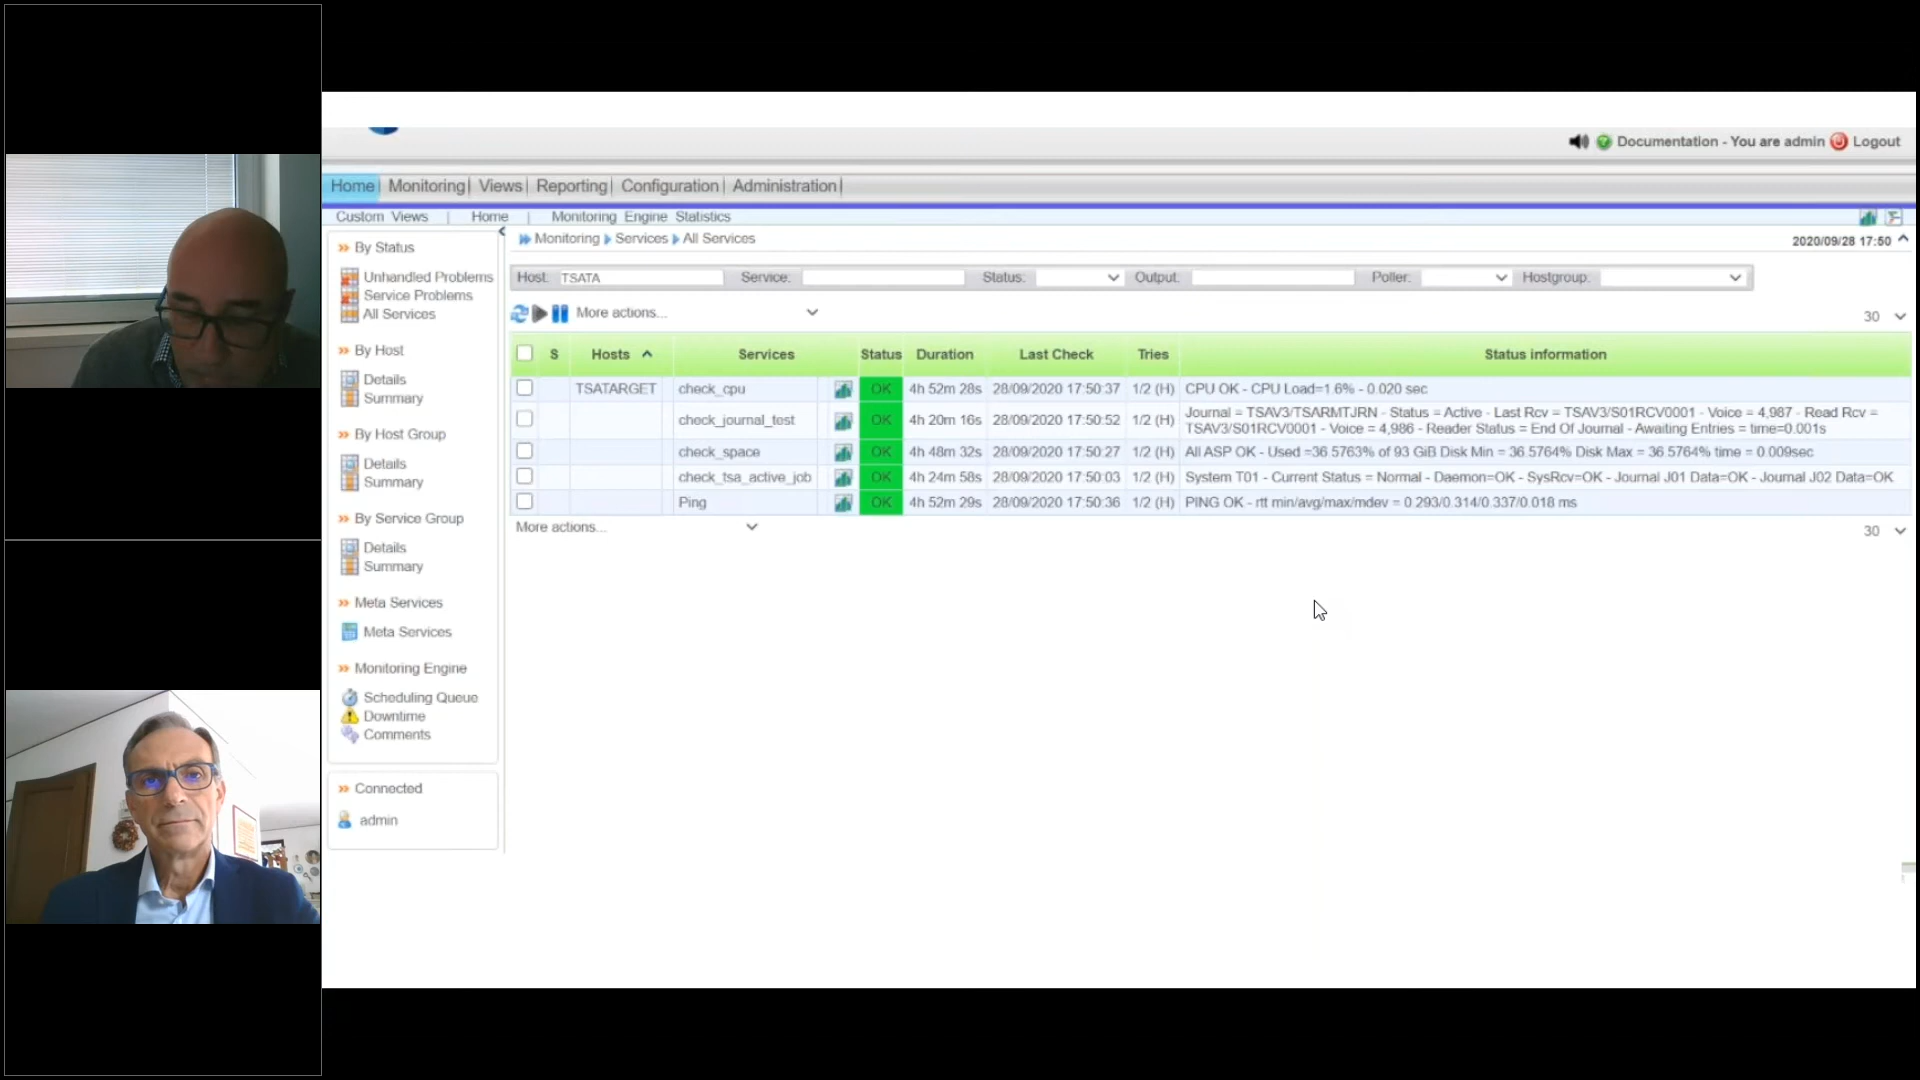 Documentation - You are admin Logout
Home Monitoring Views Reporting Configuration Administration
Custom Views | Home | Monitoring Engine Statistics
Monitoring Services All Services
2020/09/28 17:50
Host: TSATA Service: Status: Output: Poller: Hostgroup:
More actions...
30
S Hosts Services Status Duration Last Check Tries Status information
TSATARGET check_cpu OK 4h 52m 28s 28/09/2020 17:50:37 1/2 (H) CPU OK - CPU Load=1.6% - 0.020 sec
check_journal_test OK 4h 20m 16s 28/09/2020 17:50:52 1/2 (H) Journal = TSAV3/TSARMTJRN - Status = Active - Last Rcv = TSAV3/S01RCV0001 - Voice = 4,987 - Read Rcv =
TSAV3/S01RCV0001 - Voice = 4,986 - Reader Status = End Of Journal - Awaiting Entries = time=0.001s
check_space OK 4h 48m 32s 28/09/2020 17:50:27 1/2 (H) All ASP OK - Used =36.5763% of 93 GiB Disk Min = 36.5764% Disk Max = 36.5764% time = 0.009sec
check_tsa_active_job OK 4h 24m 58s 28/09/2020 17:50:03 1/2 (H) System T01 - Current Status = Normal - Daemon=OK - SysRcv=OK - Journal J01 Data=OK - Journal J02 Data=OK
Ping OK 4h 52m 29s 28/09/2020 17:50:36 1/2 (H) PING OK - rtt min/avg/max/mdev = 0.293/0.314/0.337/0.018 ms
More actions...
30
By Status
Unhandled Problems
Service Problems
All Services
By Host
Details
Summary
By Host Group
Details
Summary
By Service Group
Details
Summary
Meta Services
Meta Services
Monitoring Engine
Scheduling Queue
Downtime
Comments
Connected
admin